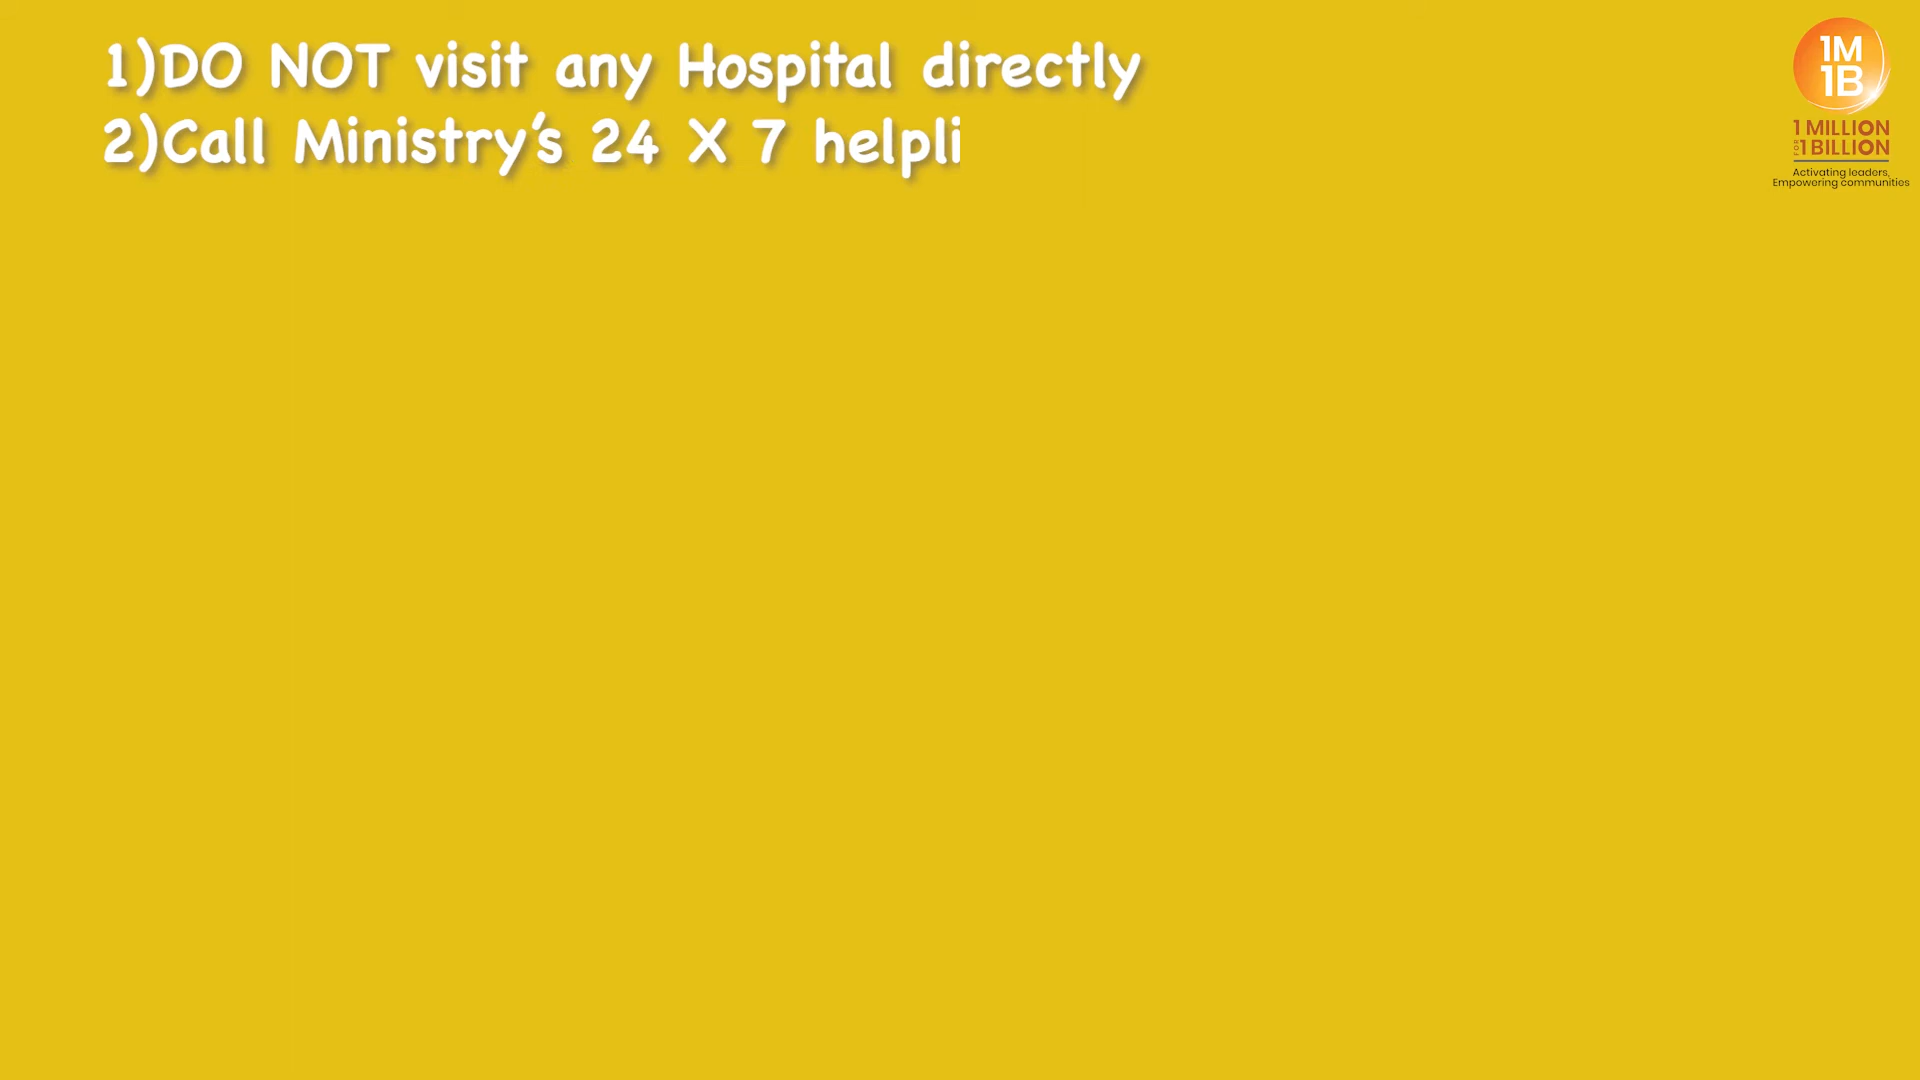 1)DO NOT visit any Hospital directly
2)Call Ministry's 24 X 7 helpli
1M
1B
1 MILLION
FOR 1 BILLION
Activating leaders,
Empowering communities